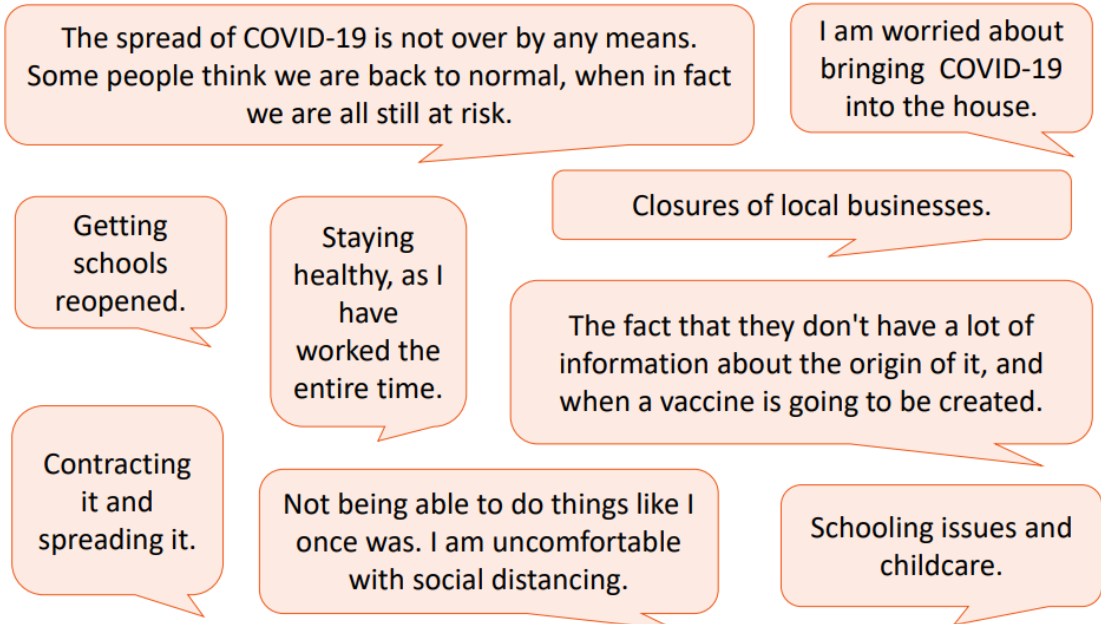 The spread of COVID-19 is not over by any means.
Some people think we are back to normal, when in fact
we are all still at risk.
I am worried about
bringing COVID-19
into the house.
Closures of local businesses.
Getting
schools
reopened.
Staying
healthy, as I
have
worked the
entire time.
The fact that they don't have a lot of
information about the origin of it, and
when a vaccine is going to be created.
Contracting
it and
spreading it.
Not being able to do things like I
once was. I am uncomfortable
with social distancing.
Schooling issues and
childcare.